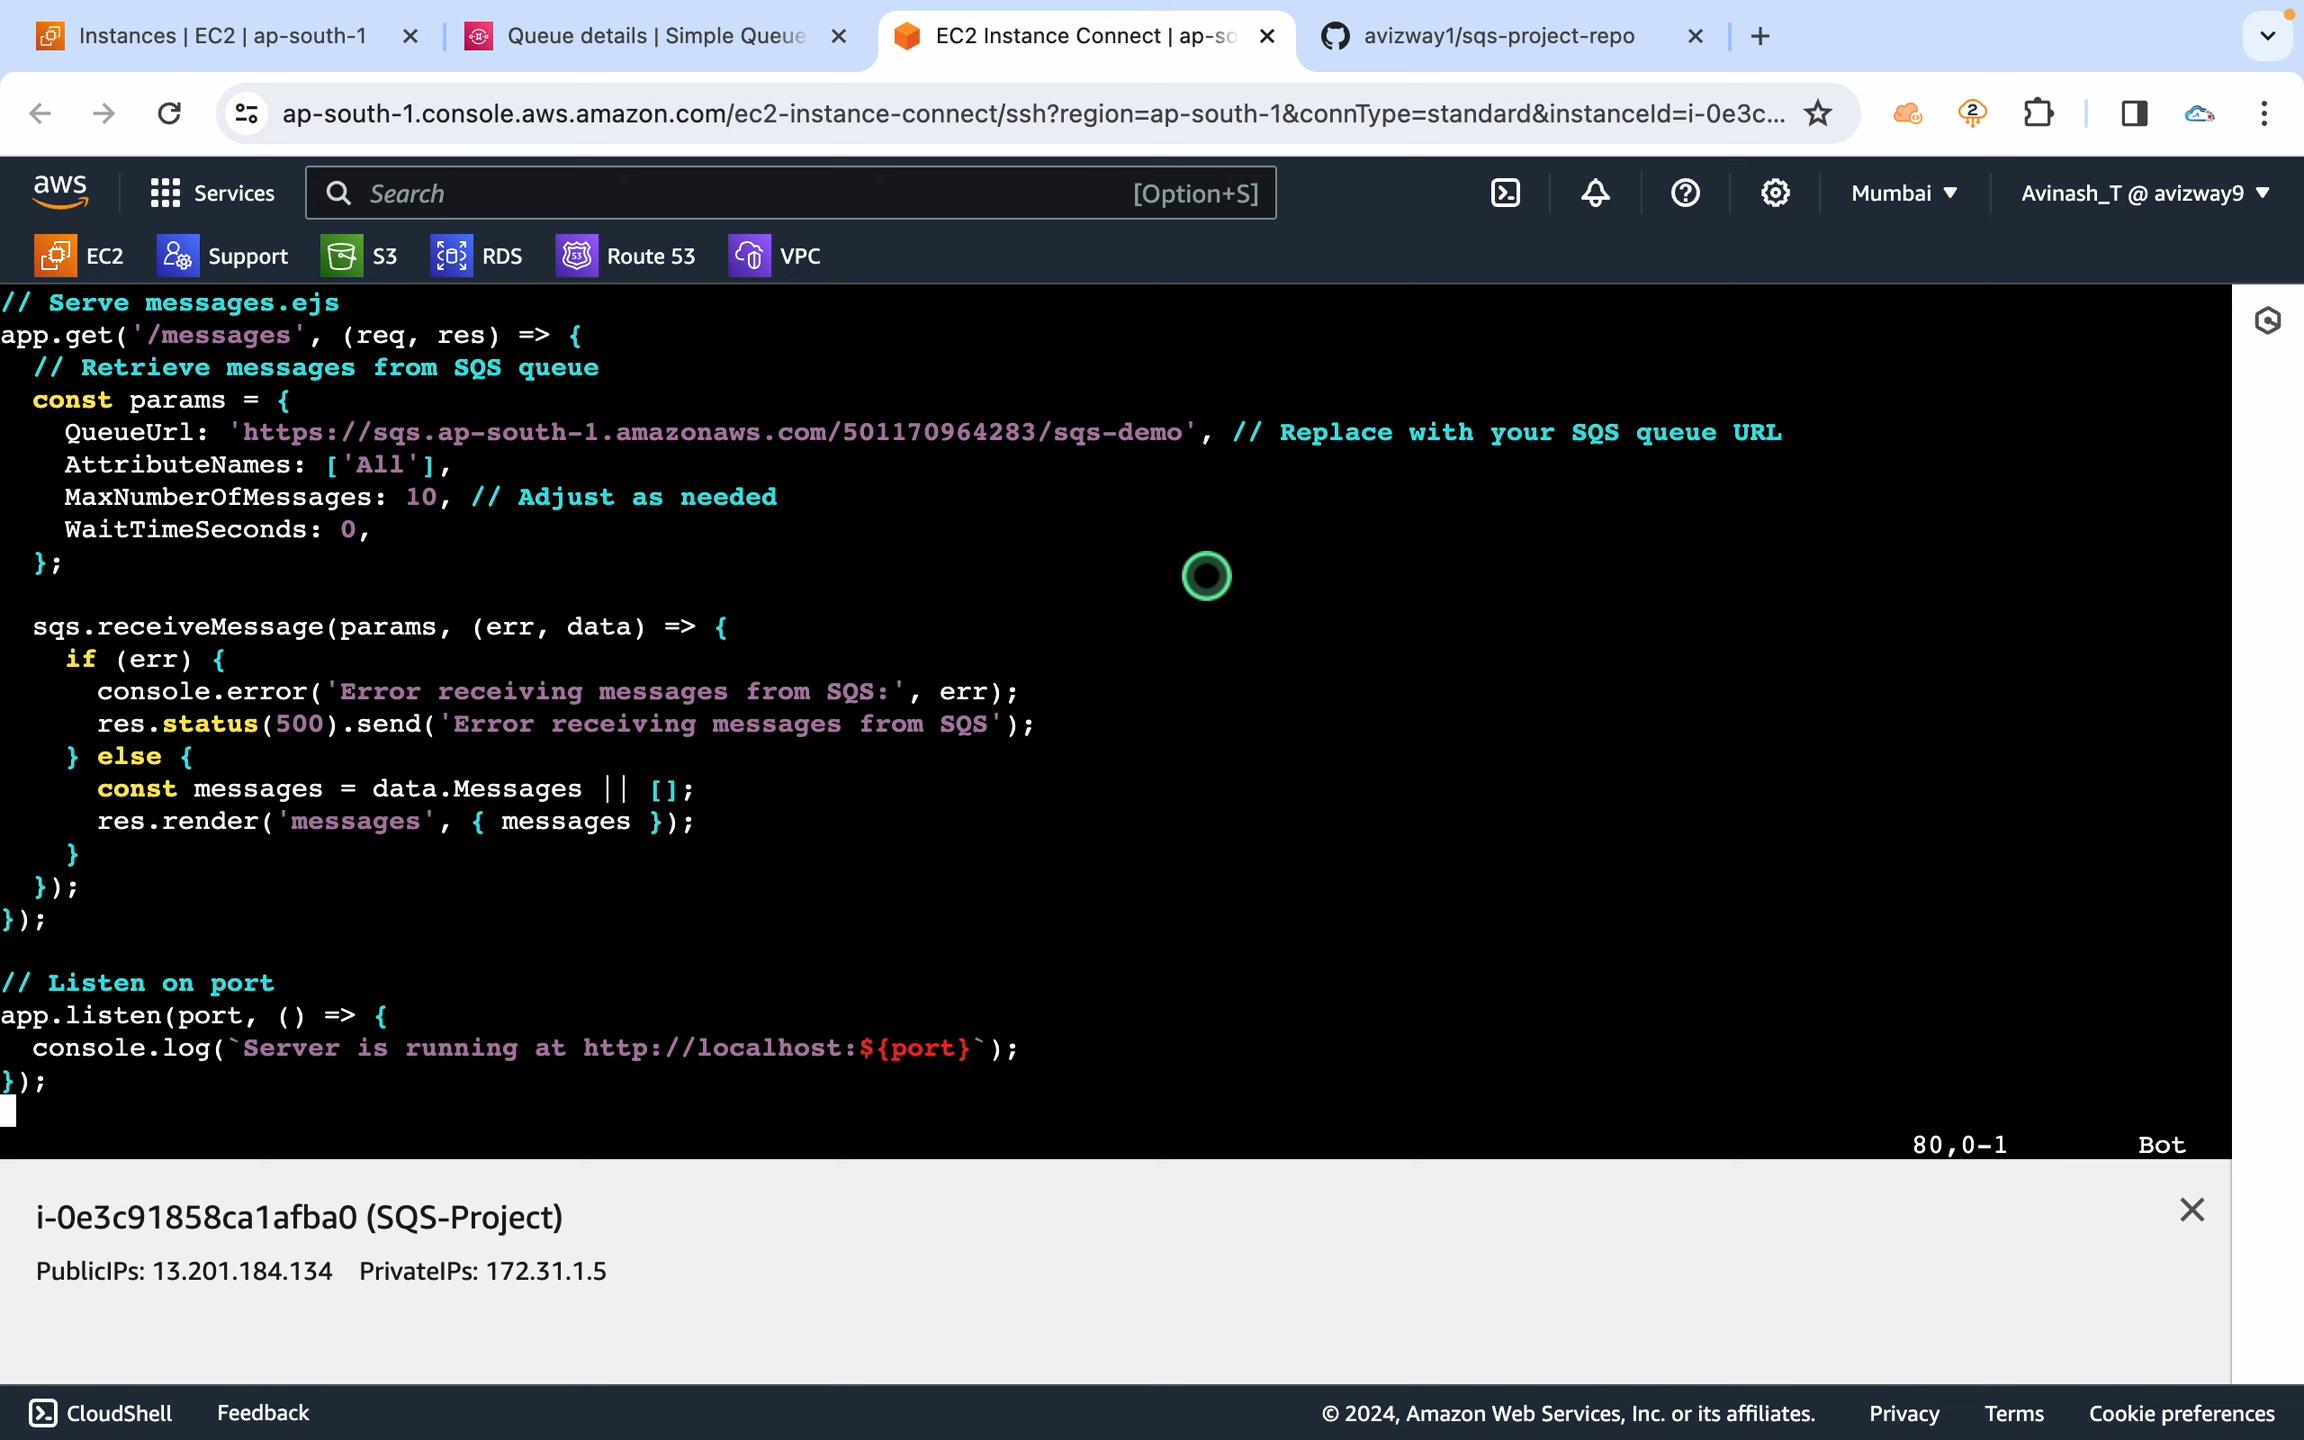 Instances | EC2 | ap-south-1
Queue details | Simple Queue
EC2 Instance Connect | ap-so
avizway1/sqs-project-repo
ap-south-1.console.aws.amazon.com/ec2-instance-connect/ssh?region=ap-south-1&connType=standard&instanceId=i-0e3c...
2
aws
Services
Search
[Option+S]
Mumbai
Avinash_T @ avizway9
EC2
Support
S3
RDS
53
Route 53
VPC
// Serve messages.ejs
app.get('/messages', (req, res) => {
  // Retrieve messages from SQS queue
  const params = {
    QueueUrl: 'https://sqs.ap-south-1.amazonaws.com/501170964283/sqs-demo', // Replace with your SQS queue URL
    AttributeNames: ['All'],
    MaxNumberOfMessages: 10, // Adjust as needed
    WaitTimeSeconds: 0,
  };
  sqs.receiveMessage(params, (err, data) => {
    if (err) {
      console.error('Error receiving messages from SQS:', err);
      res.status(500).send('Error receiving messages from SQS');
    } else {
      const messages = data.Messages || [];
      res.render('messages', { messages });
    }
  });
});
// Listen on port
app.listen(port, () => {
  console.log(`Server is running at http://localhost:${port}`);
});
80,0-1
Bot
i-0e3c91858ca1afba0 (SQS-Project)
PublicIPs: 13.201.184.134 PrivateIPs: 172.31.1.5
CloudShell
Feedback
© 2024, Amazon Web Services, Inc. or its affiliates.
Privacy
Terms
Cookie preferences